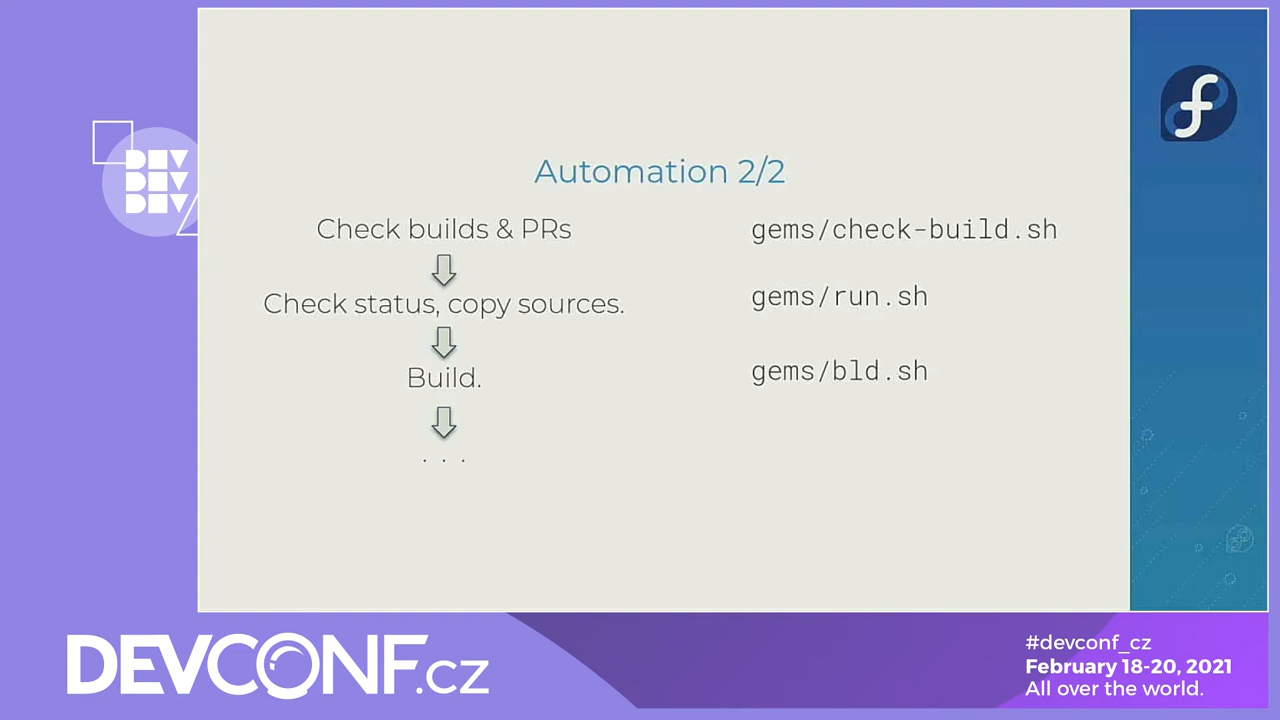 DEV
DEV
DEV
Automation 2/2
Check builds & PRs
gems/check-build.sh
Check status, copy sources.
gems/run.sh
Build.
gems/bld.sh
. . .
DEVCONF.cz
#devconf_cz
February 18-20, 2021
All over the world.